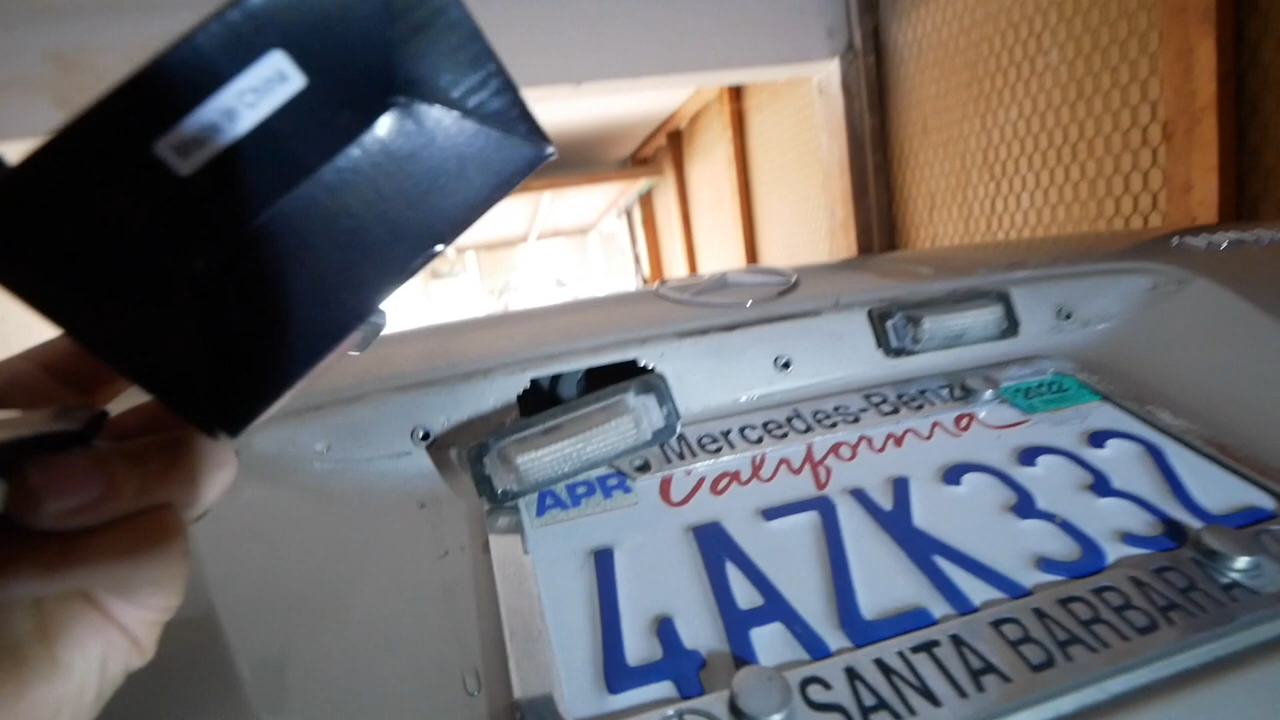 Mercedes-Benz
2022
California
APR
4AZK332
SANTA BARBARA